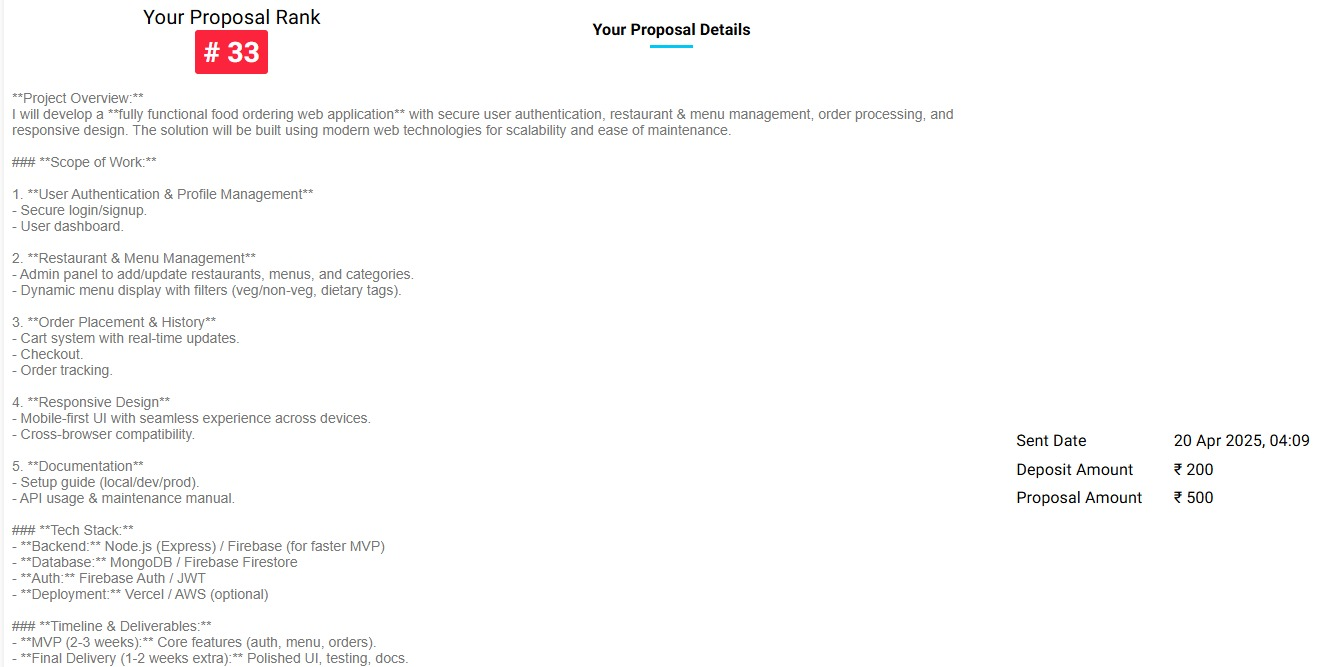 Your Proposal Rank
# 33
Your Proposal Details
**Project Overview:**
I will develop a **fully functional food ordering web application** with secure user authentication, restaurant & menu management, order processing, and
responsive design. The solution will be built using modern web technologies for scalability and ease of maintenance.
### **Scope of Work:**
1. **User Authentication & Profile Management**
- Secure login/signup.
- User dashboard.
2. **Restaurant & Menu Management**
- Admin panel to add/update restaurants, menus, and categories.
- Dynamic menu display with filters (veg/non-veg, dietary tags).
3. **Order Placement & History**
- Cart system with real-time updates.
- Checkout.
- Order tracking.
4. **Responsive Design**
- Mobile-first UI with seamless experience across devices.
- Cross-browser compatibility.
5. **Documentation**
- Setup guide (local/dev/prod).
- API usage & maintenance manual.
### **Tech Stack:**
- **Backend:** Node.js (Express) / Firebase (for faster MVP)
- **Database:** MongoDB / Firebase Firestore
- **Auth:** Firebase Auth / JWT
- **Deployment:** Vercel / AWS (optional)
### **Timeline & Deliverables:**
- **MVP (2-3 weeks):** Core features (auth, menu, orders).
- **Final Delivery (1-2 weeks extra):** Polished UI, testing, docs.
Sent Date 20 Apr 2025, 04:09
Deposit Amount ₹ 200
Proposal Amount ₹ 500